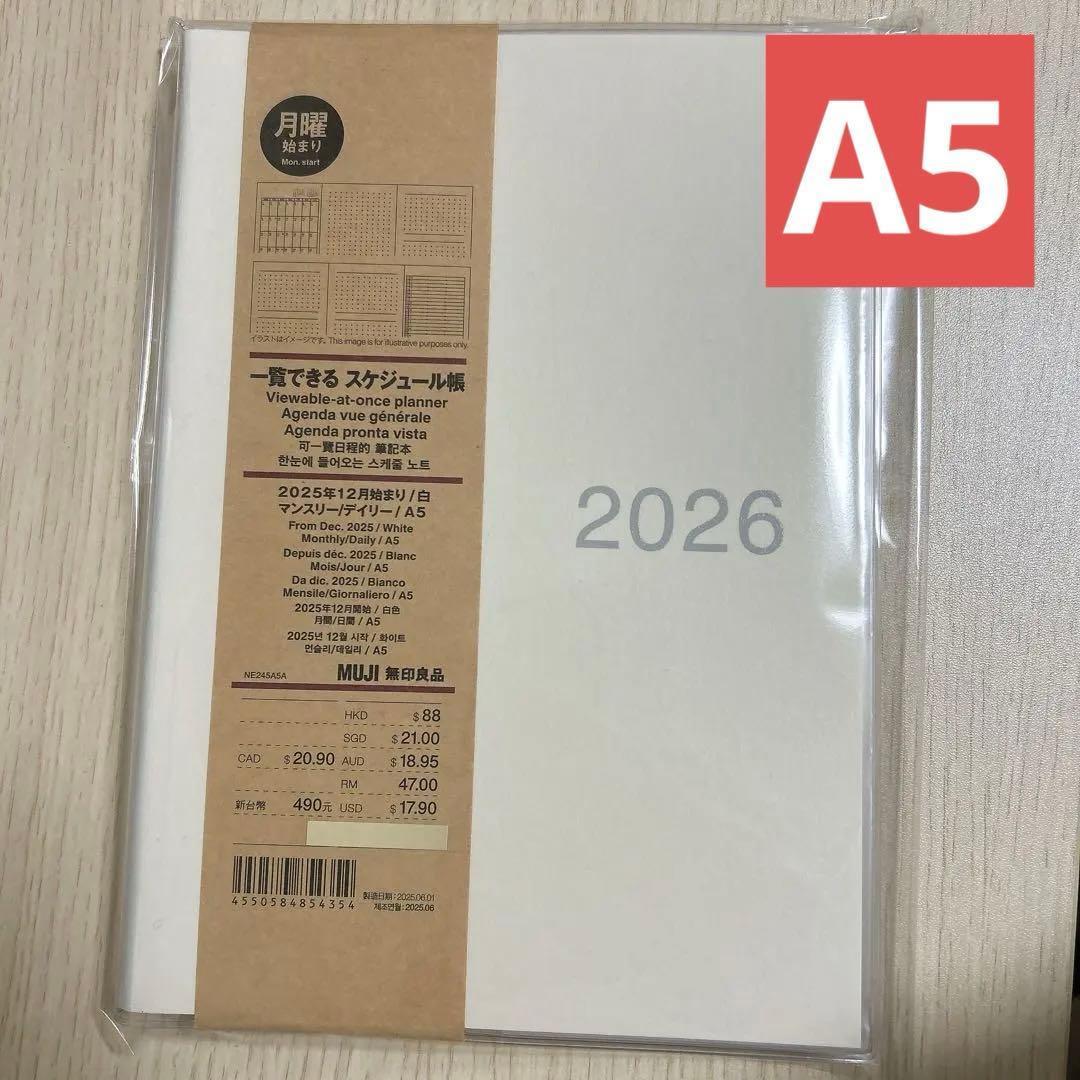 A5
月曜
始まり
Mon. start
イラストはイメージです。This image is for illustrative purposes only.
一覧できる スケジュール帳
Viewable-at-once planner
Agenda vue générale
Agenda pronta vista
可一覽日程的 筆記本
한눈에 들어오는 스케줄 노트
2025年12月始まり / 白
マンスリー/デイリー / A5
From Dec. 2025 / White
Monthly/Daily / A5
Depuis déc. 2025 / Blanc
Mois/Jour / A5
Da dic. 2025 / Bianco
Mensile/Giornaliero / A5
2025年12月開始 / 白色
月間/日間 / A5
2025년 12월 시작 / 화이트
먼슬리/데일리 / A5
NE245A5A MUJI 無印良品
HKD $ 88
SGD $ 21.00
CAD $ 20.90 AUD $ 18.95
RM 47.00
新台幣 490元 USD $ 17.90
4550584854354
製造日期:2025.06.01
제조연월:2025.06
2026